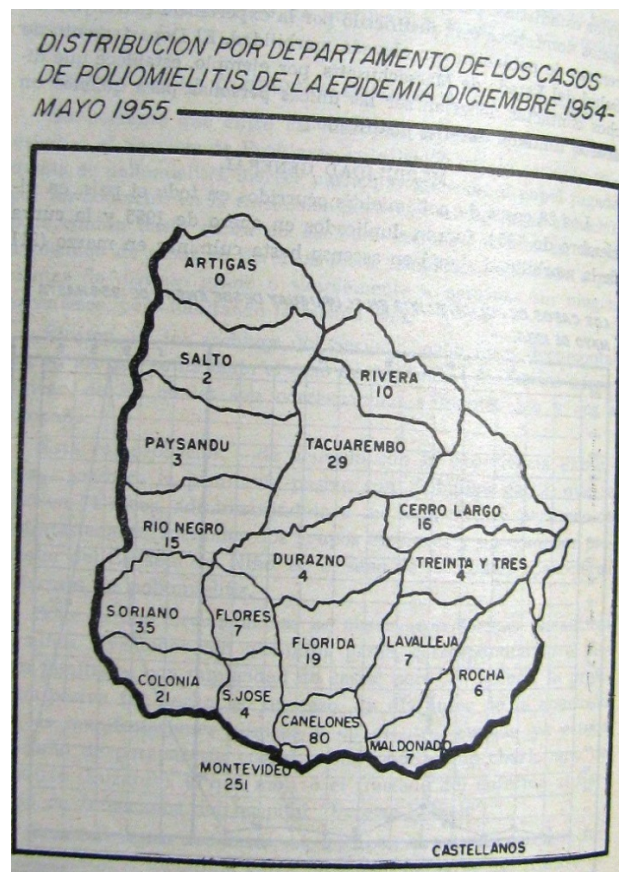 DISTRIBUCION POR DEPARTAMENTO DE LOS CASOS
DE POLIOMIELITIS DE LA EPIDEMIA DICIEMBRE 1954-
MAYO 1955.
ARTIGAS
0
SALTO
2
RIVERA
10
PAYSANDU
3
TACUAREMBO
29
CERRO LARGO
16
RIO NEGRO
15
DURAZNO
4
TREINTA Y TRES
4
SORIANO
35
FLORES
7
FLORIDA
19
LAVALLEJA
7
ROCHA
6
COLONIA
21
S.JOSE
4
CANELONES
80
MALDONADO
7
MONTEVIDEO
251
CASTELLANOS